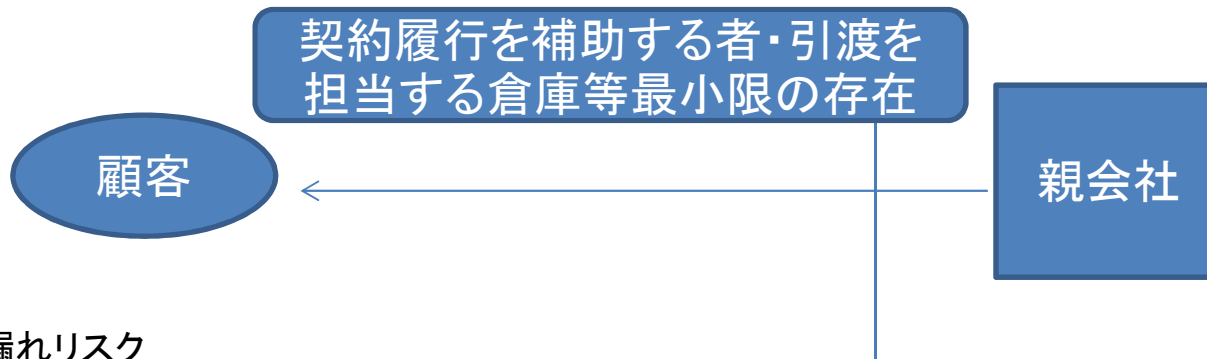 契約履行を補助する者・引渡を
担当する倉庫等最小限の存在
顧客
親会社
漏れリスク